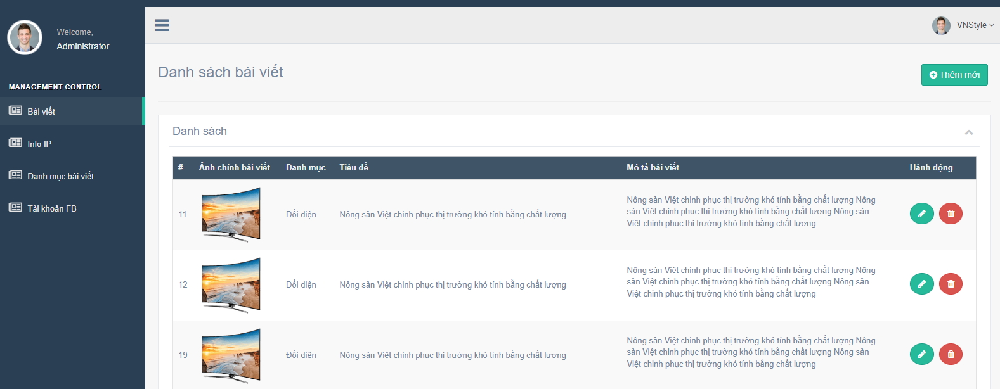 Welcome,
Administrator
MANAGEMENT CONTROL
Bài viết
Info IP
Danh mục bài viết
Tài khoản FB
VNStyle
Danh sách bài viết
Thêm mới
Danh sách
# Ảnh chính bài viết Danh mục Tiêu đề Mô tả bài viết Hành động
11 Đối diện Nông sản Việt chinh phục thị trường khó tính bằng chất lượng
Nông sản Việt chinh phục thị trường khó tính bằng chất lượng Nông
sản Việt chinh phục thị trường khó tính bằng chất lượng Nông sản
Việt chinh phục thị trường khó tính bằng chất lượng
12 Đối diện Nông sản Việt chinh phục thị trường khó tính bằng chất lượng
Nông sản Việt chinh phục thị trường khó tính bằng chất lượng Nông
sản Việt chinh phục thị trường khó tính bằng chất lượng Nông sản
Việt chinh phục thị trường khó tính bằng chất lượng
19 Đối diện Nông sản Việt chinh phục thị trường khó tính bằng chất lượng
Nông sản Việt chinh phục thị trường khó tính bằng chất lượng Nông
sản Việt chinh phục thị trường khó tính bằng chất lượng Nông sản
Việt chinh phục thị trường khó tính bằng chất lượng